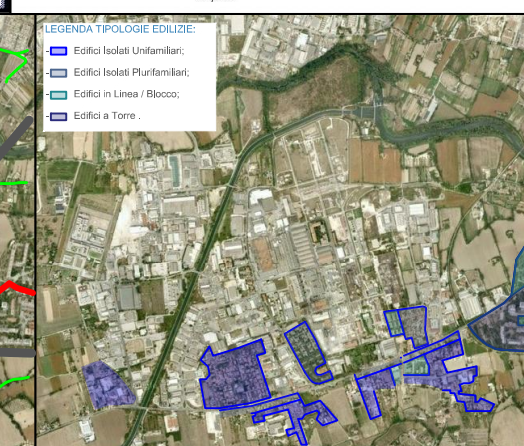 LEGENDA TIPOLOGIE EDILIZIE:
Edifici Isolati Unifamiliari;
Edifici Isolati Plurifamiliari;
Edifici in Linea / Blocco;
Edifici a Torre .